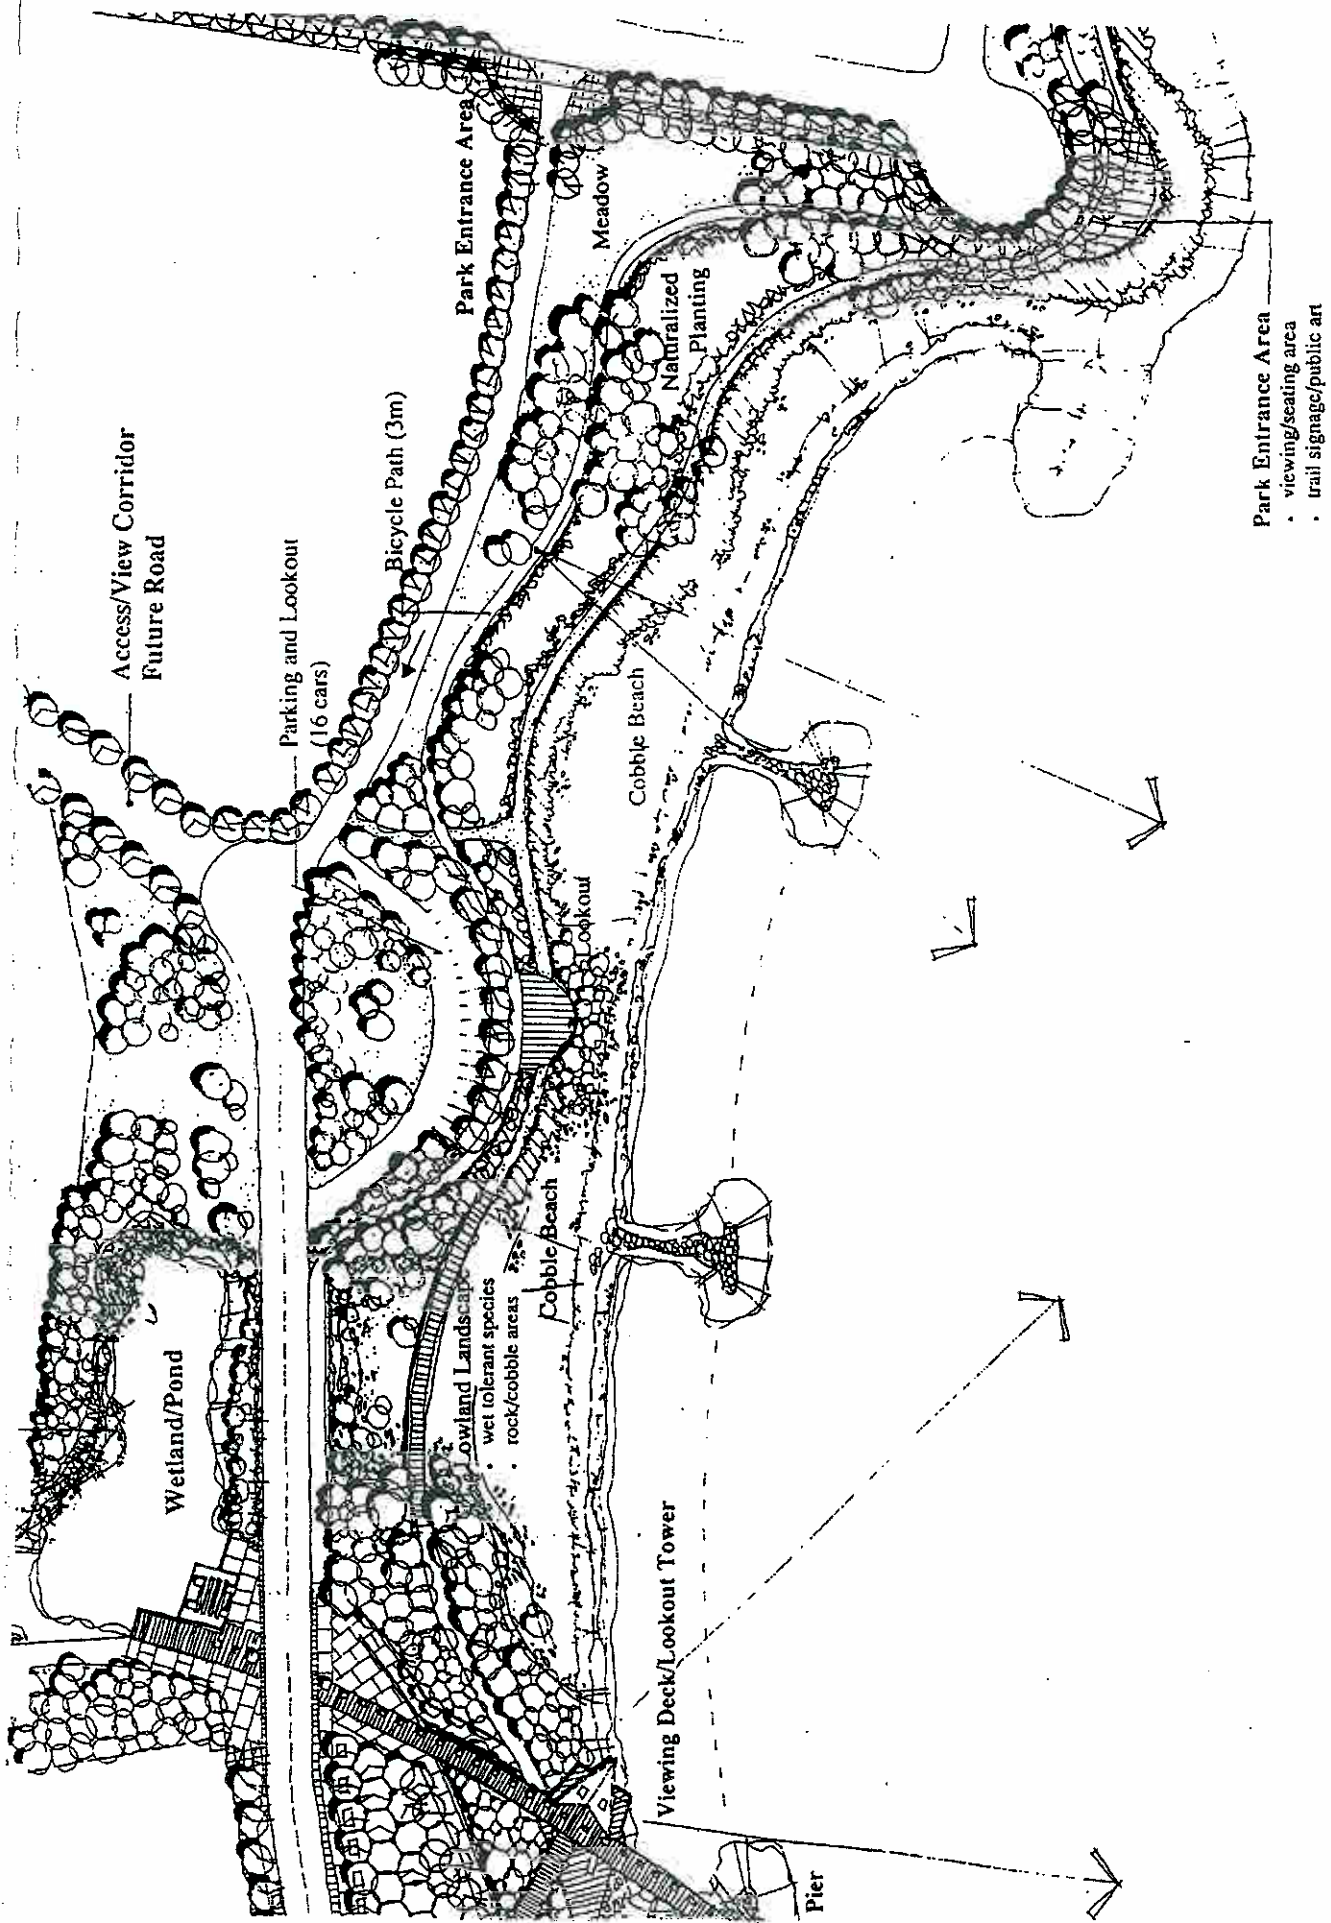 Access/View Corridor
Future Road
Parking and Lookout
(16 cars)
Bicycle Path (3m)
Park Entrance Area
Meadow
Naturalized
Planting
Wetland/Pond
Lowland Landscape
• wet tolerant species
• rock/cobble areas
Cobble Beach
Lookout
Cobble Beach
Viewing Deck/Lookout Tower
Pier
Park Entrance Area
• viewing/seating area
• trail signage/public art